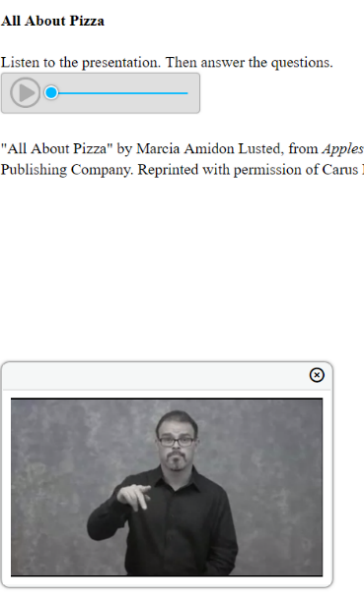 All About Pizza
Listen to the presentation. Then answer the questions.
"All About Pizza" by Marcia Amidon Lusted, from Apples
Publishing Company. Reprinted with permission of Carus